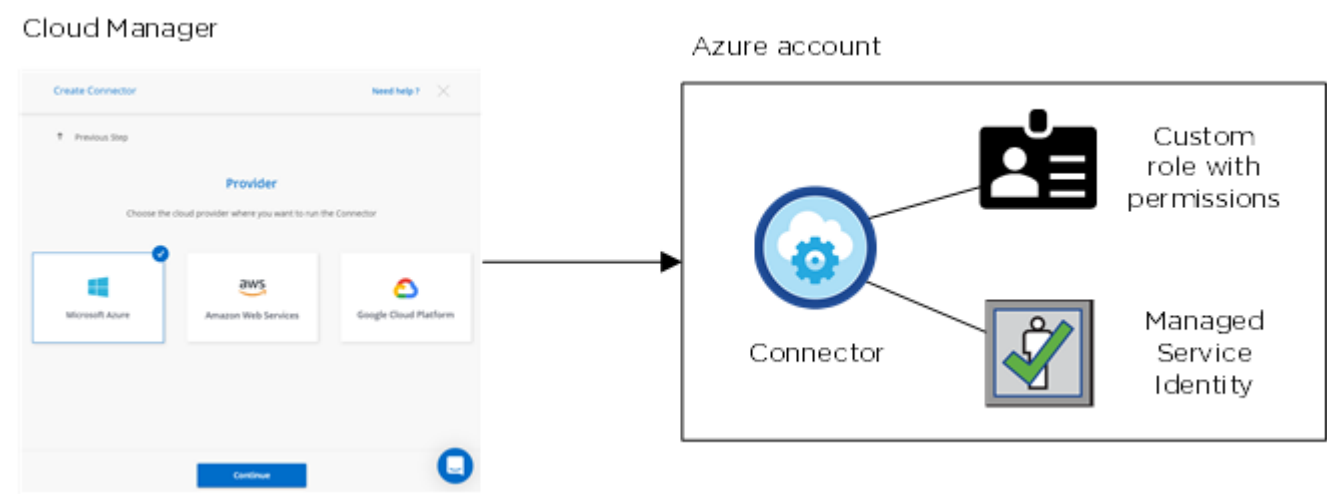 Cloud Manager
Azure account
Create Connector
Need help ?
Previous Step
Provider
Choose the cloud provider where you want to run the Connector
aws
Microsoft Azure
Amazon Web Services
Google Cloud Platform
Continue
Connector
Custom
role with
permissions
Managed
Service
Identity